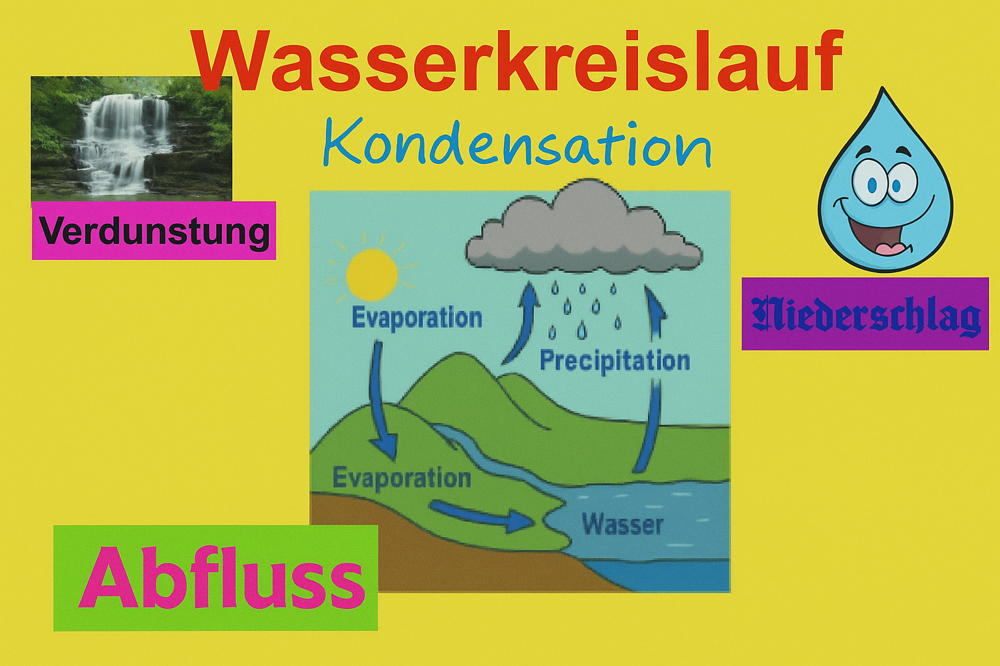 Wasserkreislauf
Kondensation
Verdunstung
Niederschlag
Evaporation
Precipitation
Evaporation
Wasser
Abfluss